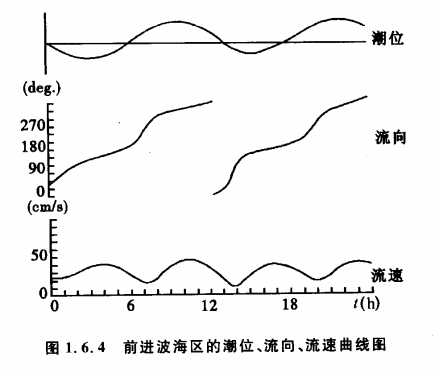 潮位
(deg.)
270
180
90
0
流向
(cm/s)
50
0
流速
0 6 12 18 t(h)
图 1.6.4 前进波海区的潮位、流向、流速曲线图